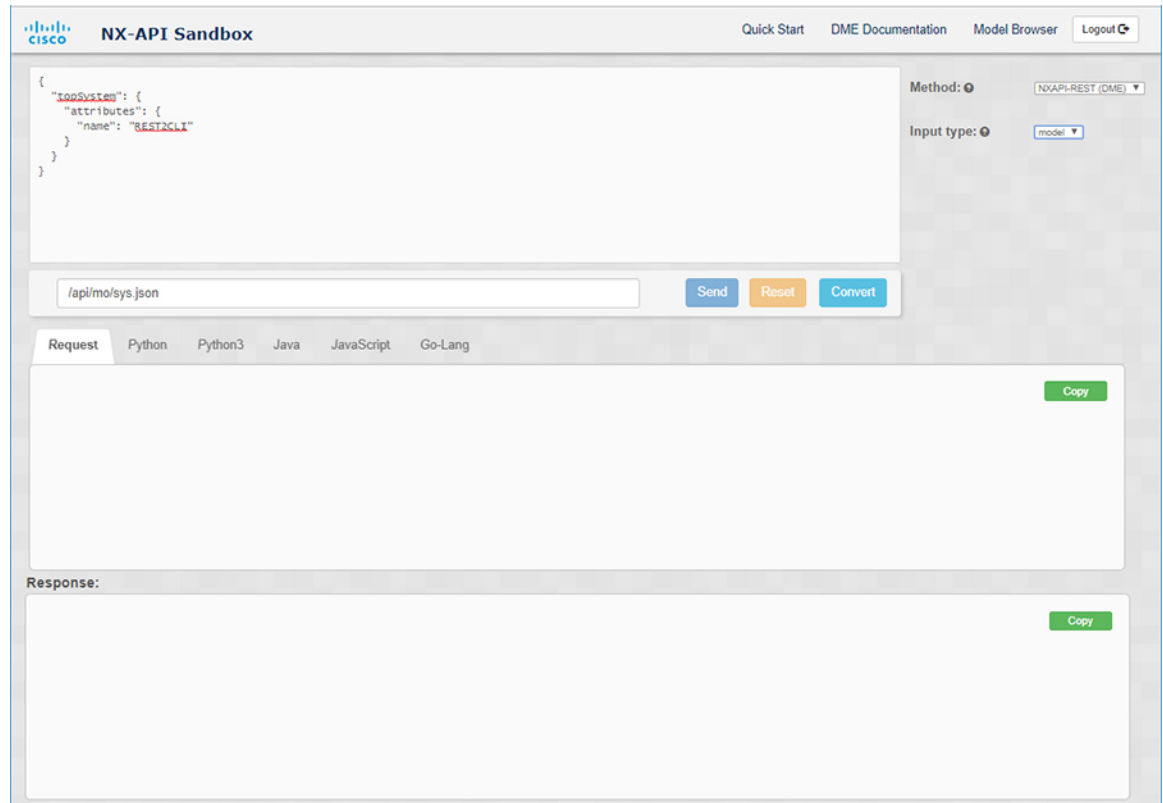 CISCO NX-API Sandbox Quick Start DME Documentation Model Browser Logout
{
"topSystem": {
"attributes": {
"name": "REST2CLI"
}
}
}
Method: NXAPI-REST (DME)
Input type: model
/api/mo/sys.json Send Reset Convert
Request Python Python3 Java JavaScript Go-Lang
Copy
Response:
Copy